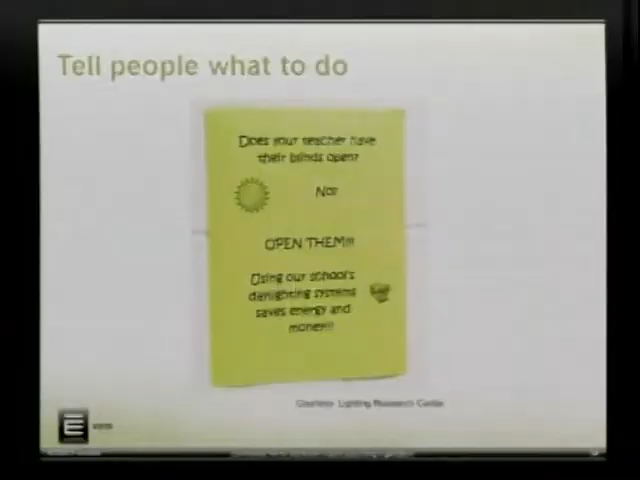 Tell people what to do
Does your teacher have
their blinds open?
No?
OPEN THEM!!!
Using our school's
daylighting systems
saves energy and
money!!!
Courtesy Lighting Research Center